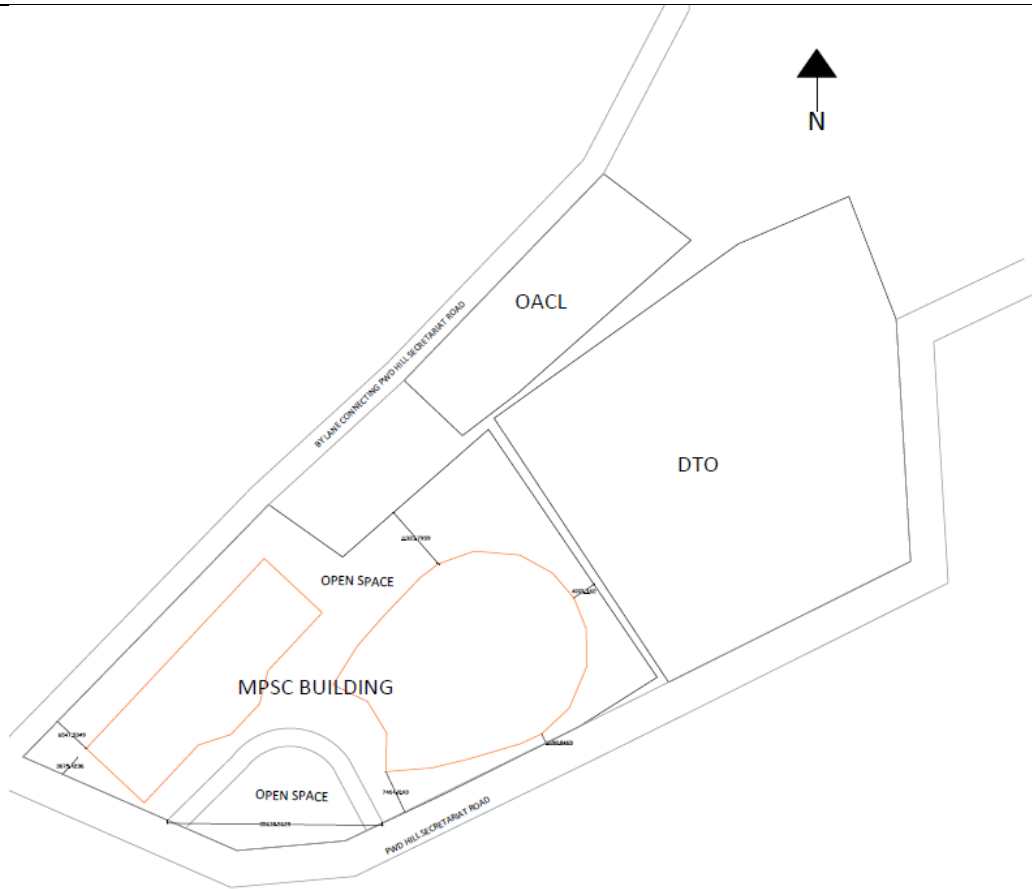 N
OACL
BY LANE CONNECTING PWD HILL SECRETARIAT ROAD
DTO
OPEN SPACE
MPSC BUILDING
OPEN SPACE
PWD HILL SECRETARIAT ROAD